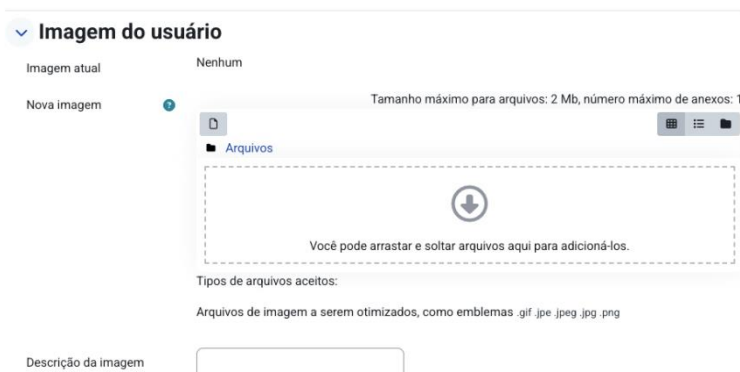 Imagem do usuário
Imagem atual
Nenhum
Nova imagem
?
Tamanho máximo para arquivos: 2 Mb, número máximo de anexos: 1
Arquivos
Você pode arrastar e soltar arquivos aqui para adicioná-los.
Tipos de arquivos aceitos:
Arquivos de imagem a serem otimizados, como emblemas .gif .jpe .jpeg .jpg .png
Descrição da imagem